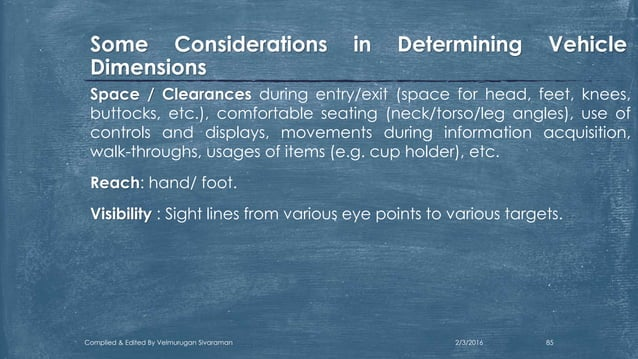 Some Considerations in Determining Vehicle
Dimensions
Space / Clearances during entry/exit (space for head, feet, knees,
buttocks, etc.), comfortable seating (neck/torso/leg angles), use of
controls and displays, movements during information acquisition,
walk-throughs, usages of items (e.g. cup holder), etc.
Reach: hand/ foot.
Visibility : Sight lines from various eye points to various targets.
Complied & Edited By Velmurugan Sivaraman 2/3/2016 85